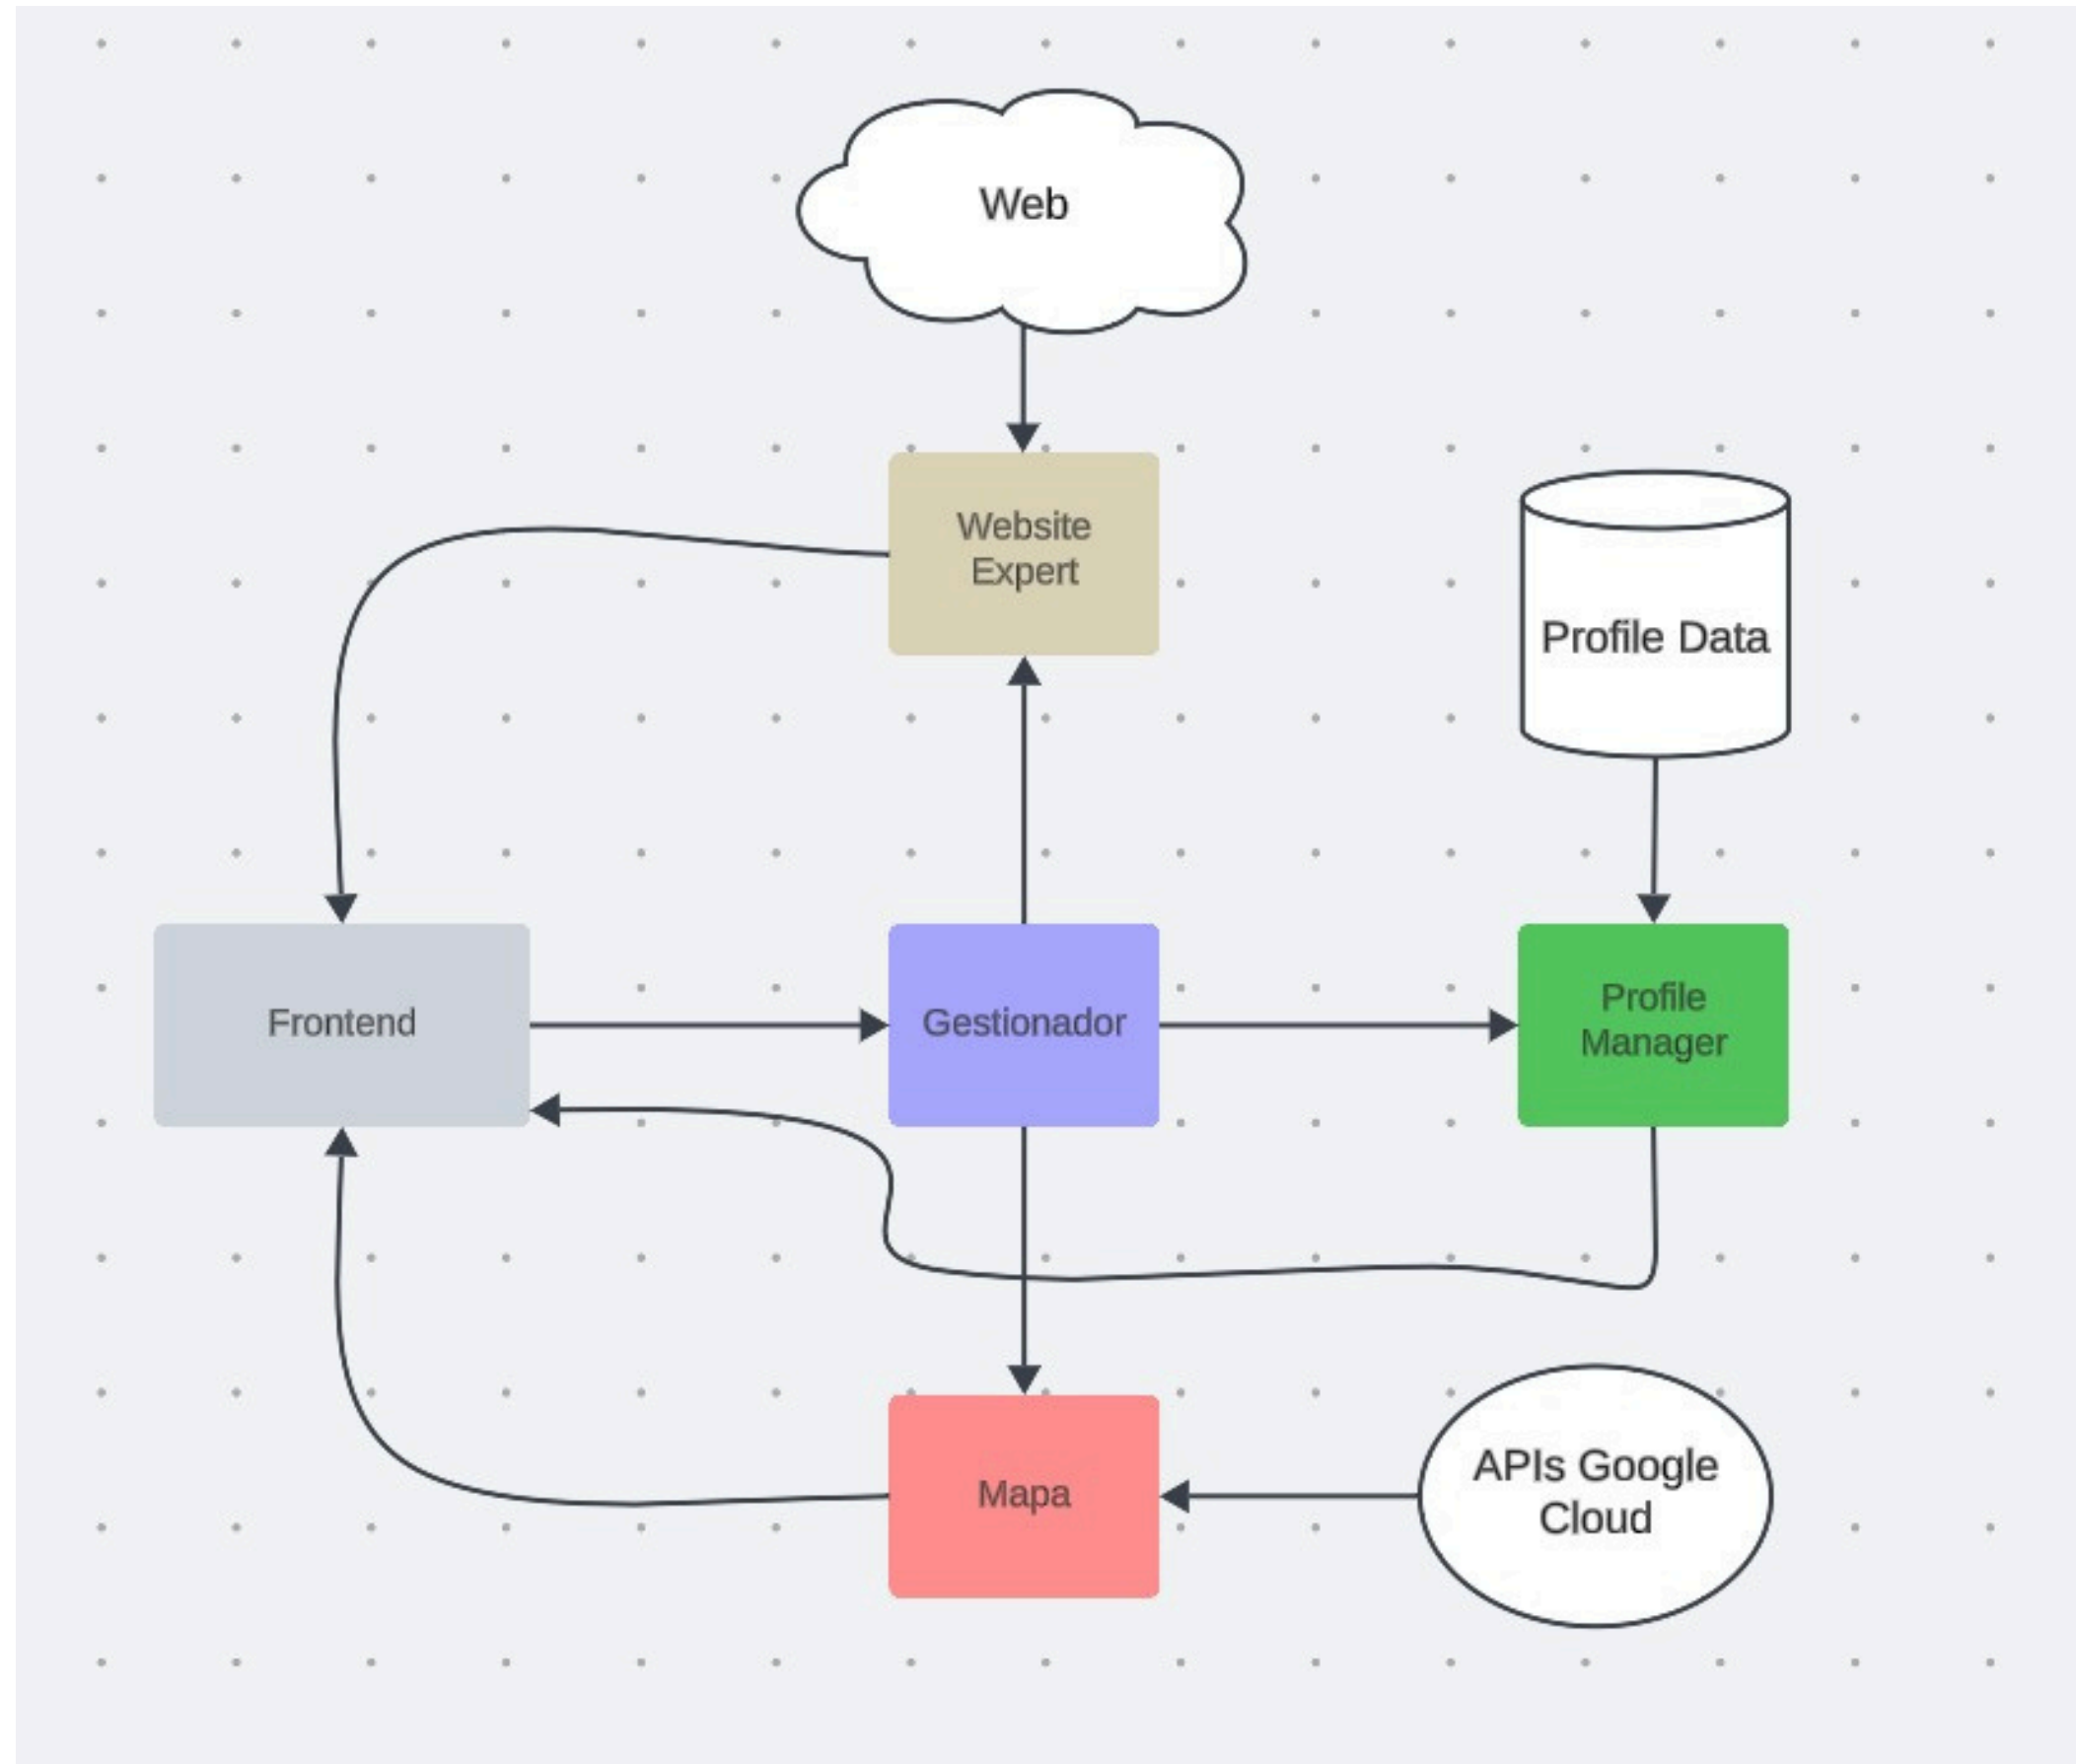 Web
Website
Expert
Profile Data
Frontend
Gestionador
Profile
Manager
Mapa
APIs Google
Cloud